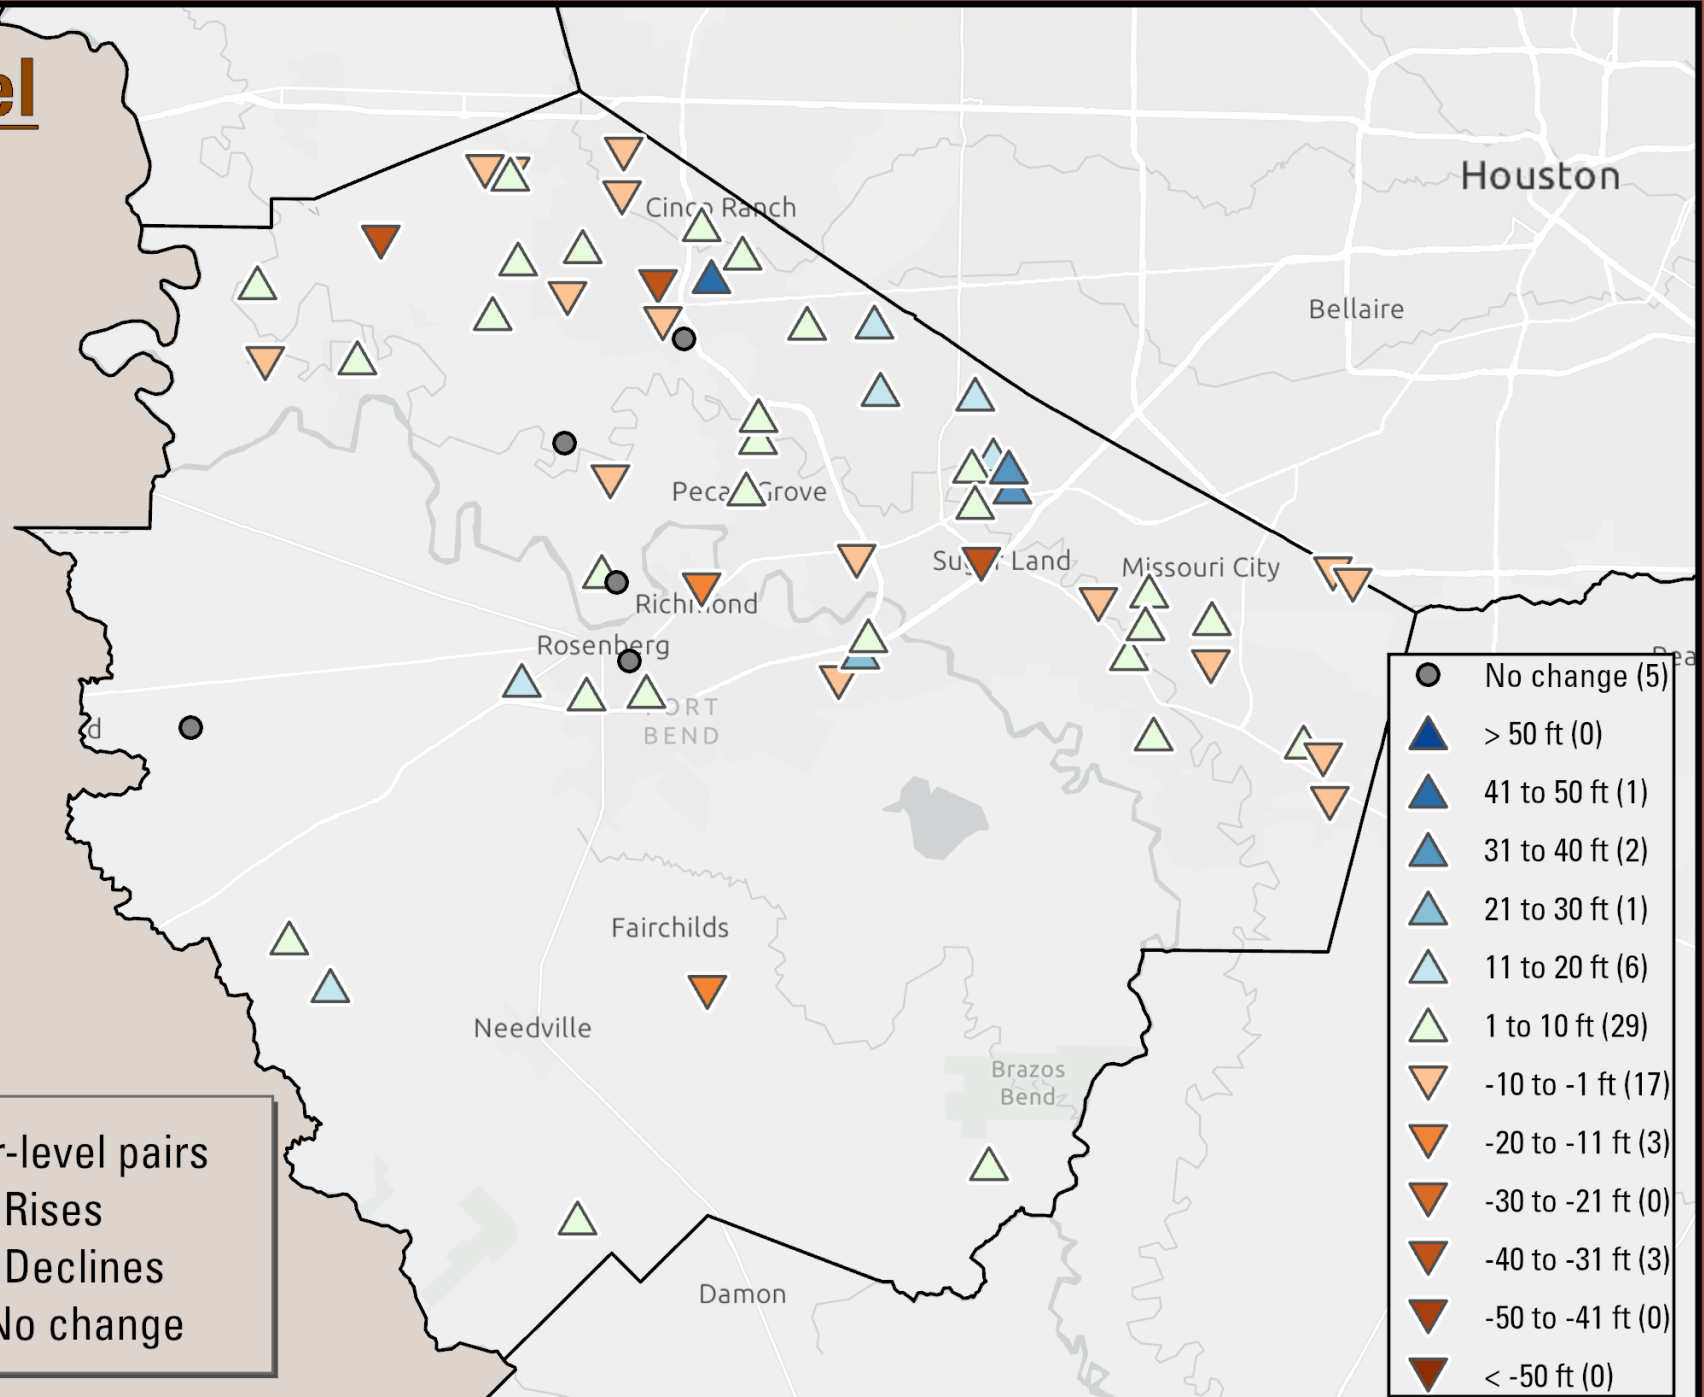 el
Houston
Cinco Ranch
Bellaire
Pecan Grove
Sugar Land
Missouri City
Richmond
Rosenberg
FORT
BEND
d
Pea
Fairchilds
Needville
Brazos
Bend
Damon
r-level pairs
Rises
Declines
No change
No change (5)
> 50 ft (0)
41 to 50 ft (1)
31 to 40 ft (2)
21 to 30 ft (1)
11 to 20 ft (6)
1 to 10 ft (29)
-10 to -1 ft (17)
-20 to -11 ft (3)
-30 to -21 ft (0)
-40 to -31 ft (3)
-50 to -41 ft (0)
< -50 ft (0)